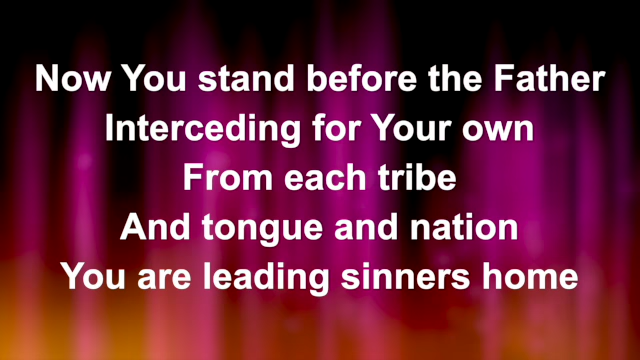 Now You stand before the Father
Interceding for Your own
From each tribe
And tongue and nation
You are leading sinners home